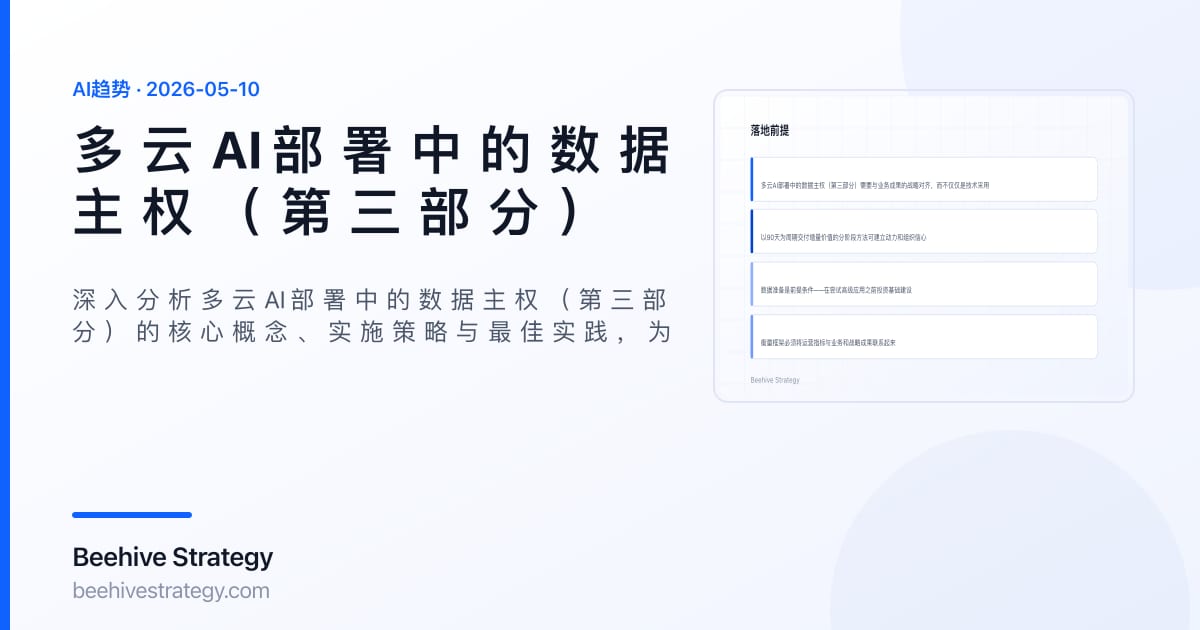 AI趋势 · 2026-05-10
多云AI部署中的数据
主权（第三部分）
深入分析多云AI部署中的数据主权（第三部
分）的核心概念、实施策略与最佳实践，为
Beehive Strategy
beehivestrategy.com
落地前提
多云AI部署中的数据主权（第三部分）需要与业务成果的战略对齐，而不仅仅是技术采用
以90天为周期交付增量价值的分阶段方法可建立动力和组织信心
数据准备是前提条件——在尝试高级应用之前投资基础建设
衡量框架必须将运营指标与业务和战略成果联系起来
Beehive Strategy